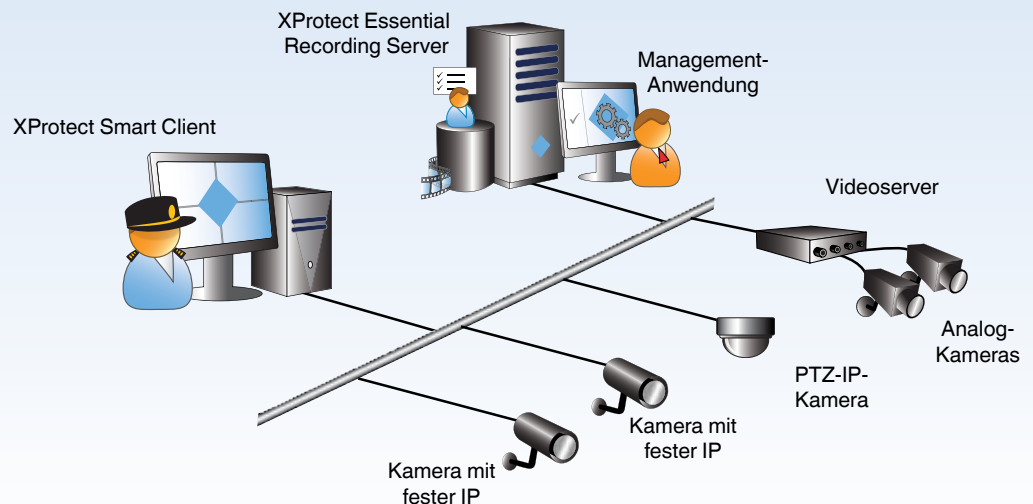 XProtect Essential
Recording Server
Management-
Anwendung
XProtect Smart Client
Videoserver
Analog-
Kameras
PTZ-IP-
Kamera
Kamera mit
fester IP
Kamera mit
fester IP